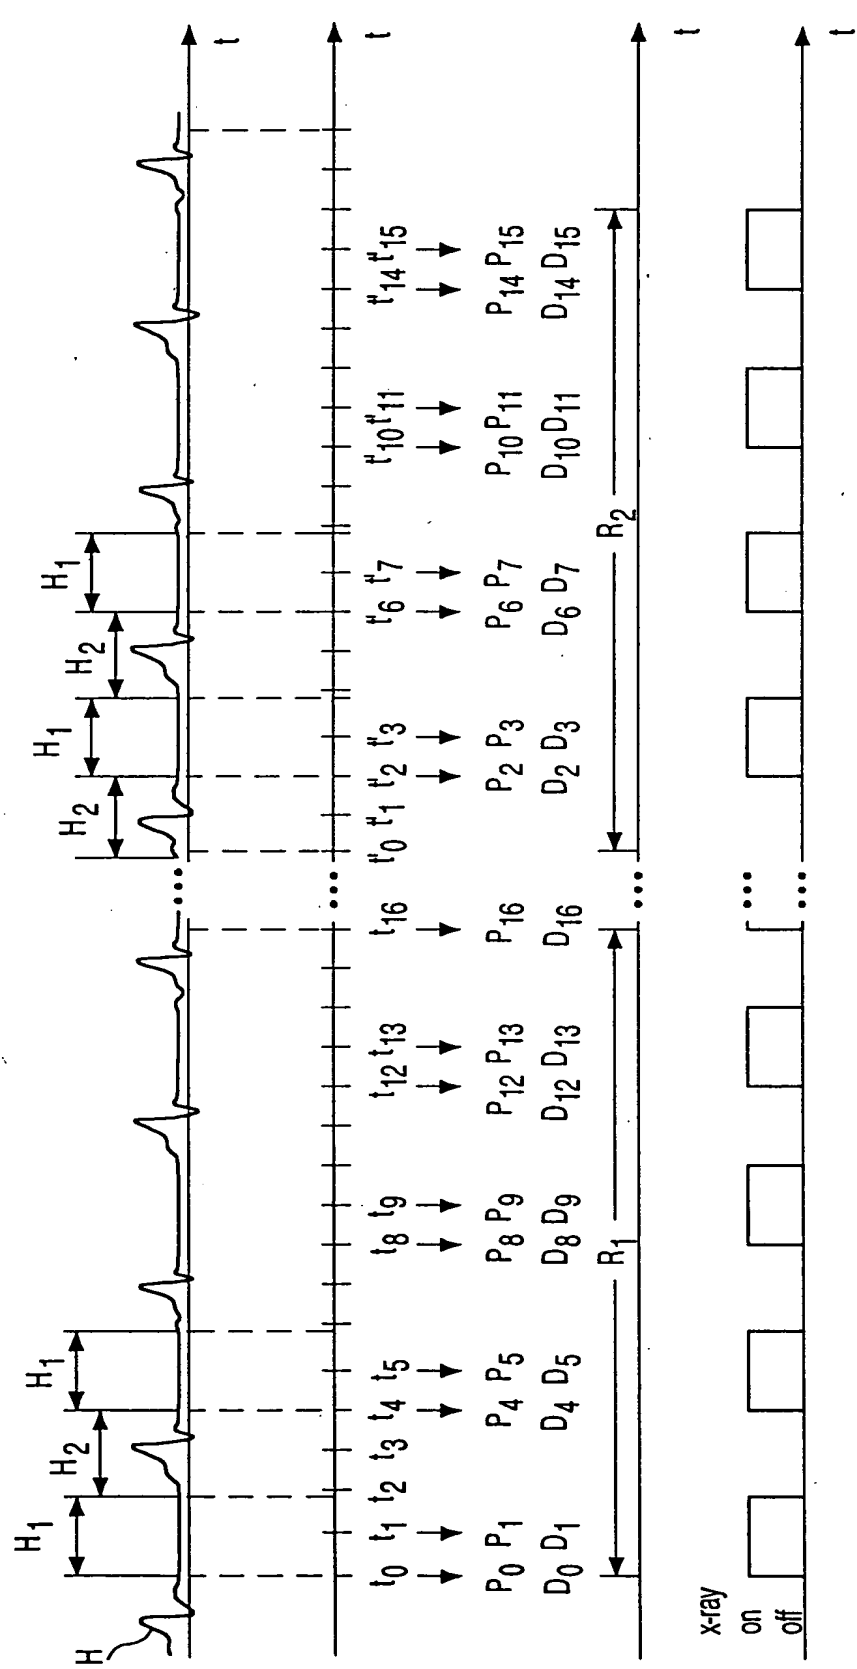 H₁ H₁ H₁ H₁
H₂ H₂ H₂
H t
t
t₀ t₁ t₂ t₃ t₄ t₅ t₈ t₉ t₁₂ t₁₃ t₁₆ ... t'₀ t'₁ t'₂ t'₃ t'₆ t'₇ t'₁₀ t'₁₁ t'₁₄ t'₁₅
P₀ P₁ P₄ P₅ P₈ P₉ P₁₂ P₁₃ P₁₆ P₂ P₃ P₆ P₇ P₁₀ P₁₁ P₁₄ P₁₅
D₀ D₁ D₄ D₅ D₈ D₉ D₁₂ D₁₃ D₁₆ D₂ D₃ D₆ D₇ D₁₀ D₁₁ D₁₄ D₁₅
R₁ R₂
t
x-ray
on
off
t